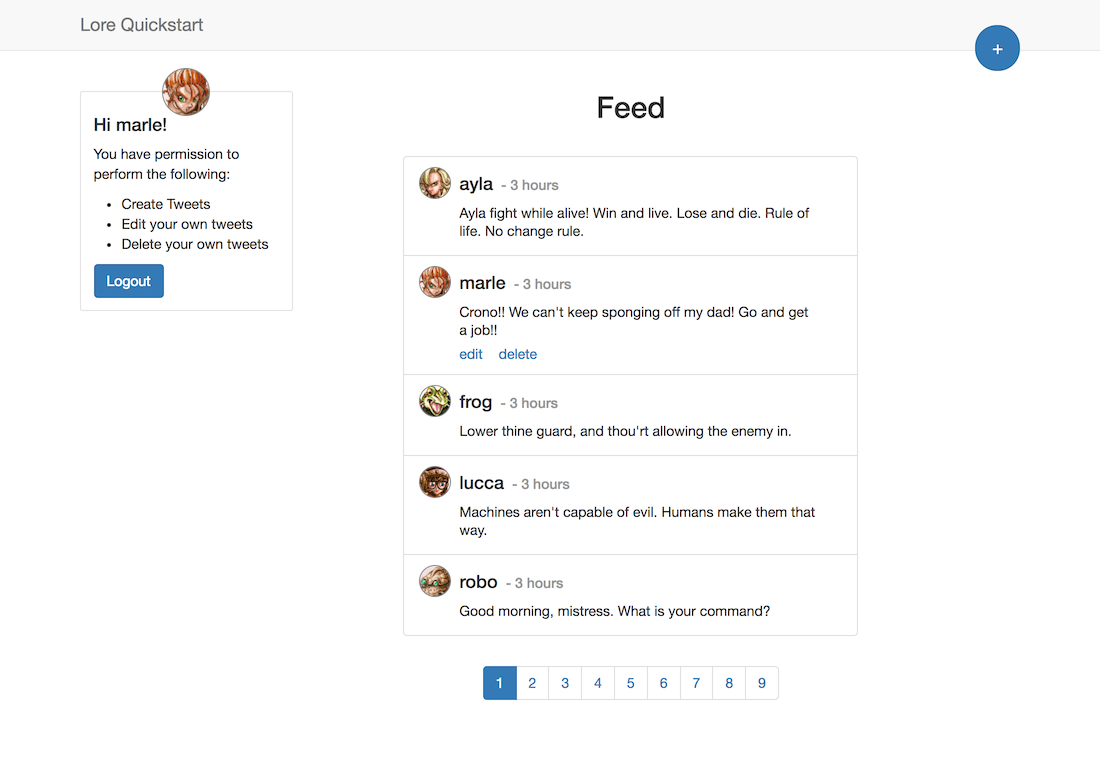 Lore Quickstart
+
Hi marle!
You have permission to
perform the following:
• Create Tweets
• Edit your own tweets
• Delete your own tweets
Logout
Feed
ayla - 3 hours
Ayla fight while alive! Win and live. Lose and die. Rule of
life. No change rule.
marle - 3 hours
Crono!! We can't keep sponging off my dad! Go and get
a job!!
edit delete
frog - 3 hours
Lower thine guard, and thou'rt allowing the enemy in.
lucca - 3 hours
Machines aren't capable of evil. Humans make them that
way.
robo - 3 hours
Good morning, mistress. What is your command?
1 2 3 4 5 6 7 8 9